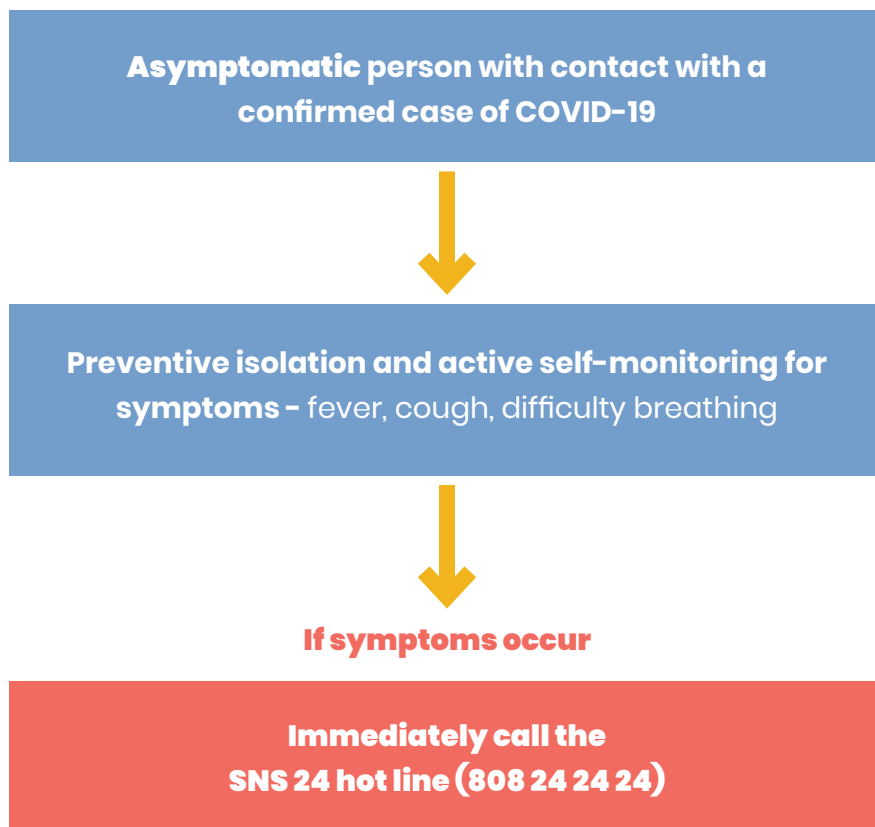 Asymptomatic person with contact with a
confirmed case of COVID-19
Preventive isolation and active self-monitoring for
symptoms - fever, cough, difficulty breathing
If symptoms occur
Immediately call the
SNS 24 hot line (808 24 24 24)